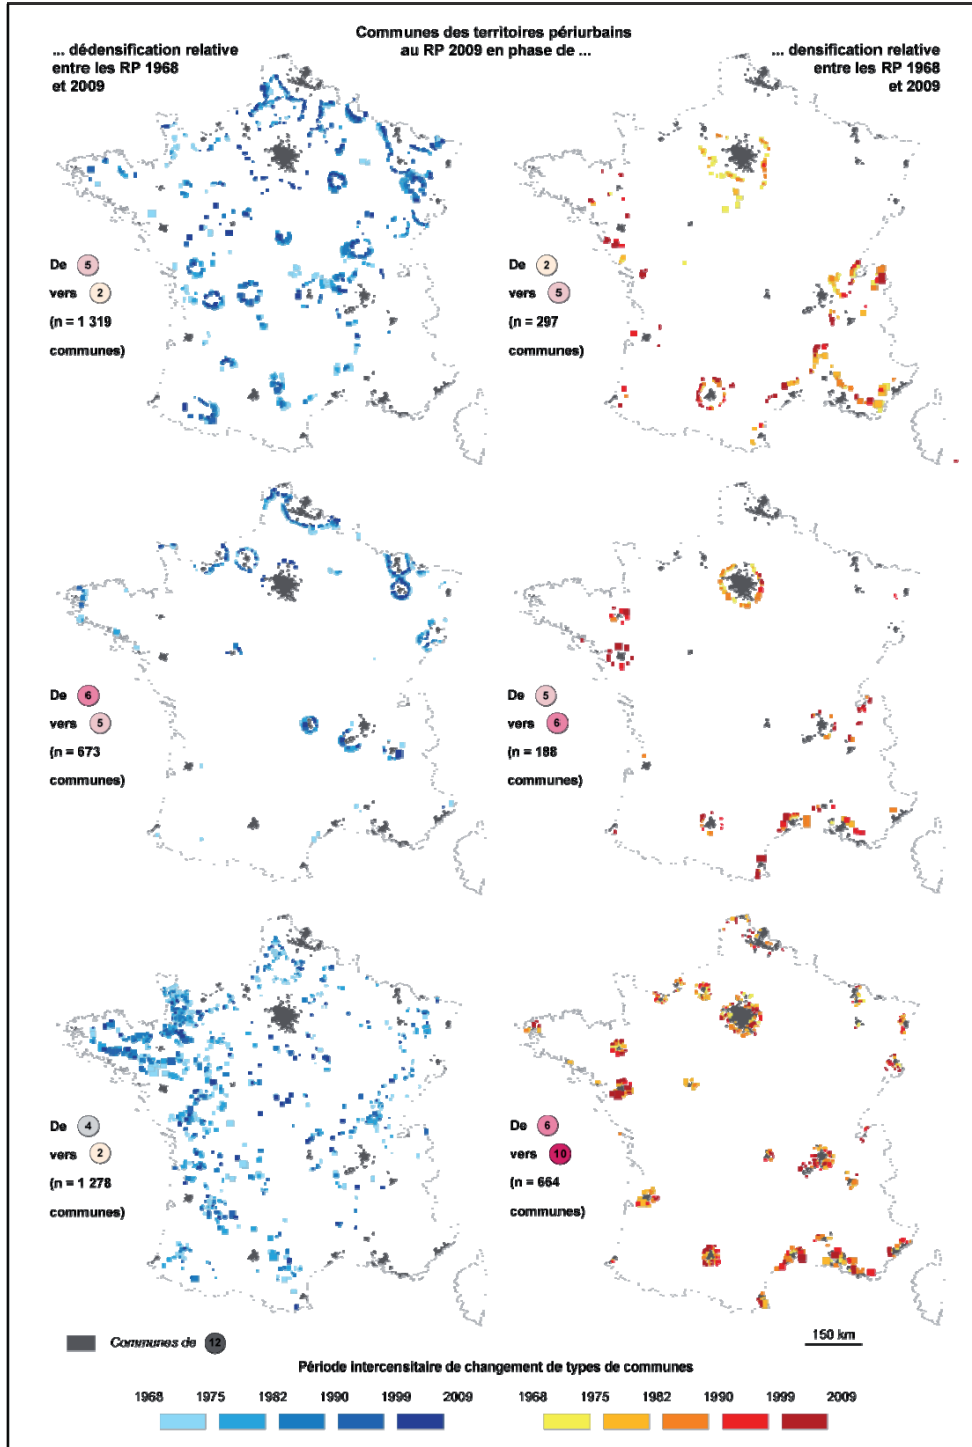 Communes des territoires périurbains
au RP 2009 en phase de ...
... dédensification relative
entre les RP 1968
et 2009
... densification relative
entre les RP 1968
et 2009
De 5
vers 2
(n = 1 319
communes)
De 2
vers 5
(n = 297
communes)
De 6
vers 5
(n = 673
communes)
De 5
vers 6
(n = 188
communes)
De 4
vers 2
(n = 1 278
communes)
De 6
vers 10
(n = 664
communes)
Communes de 12
150 km
Période intercensitaire de changement de types de communes
1968 1975 1982 1990 1999 2009
1968 1975 1982 1990 1999 2009